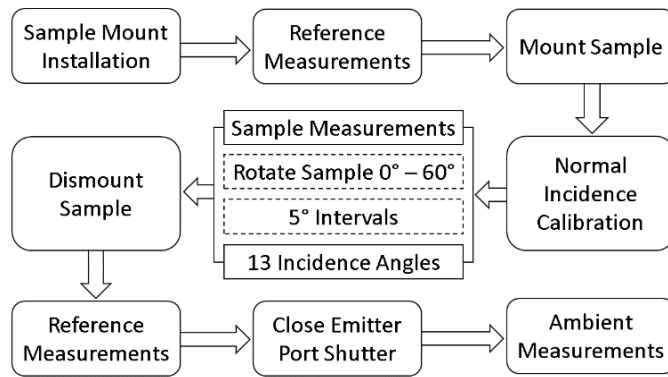 Sample Mount
Installation
Reference
Measurements
Mount Sample
Normal
Incidence
Calibration
Sample Measurements
Rotate Sample 0° – 60°
5° Intervals
13 Incidence Angles
Dismount
Sample
Reference
Measurements
Close Emitter
Port Shutter
Ambient
Measurements